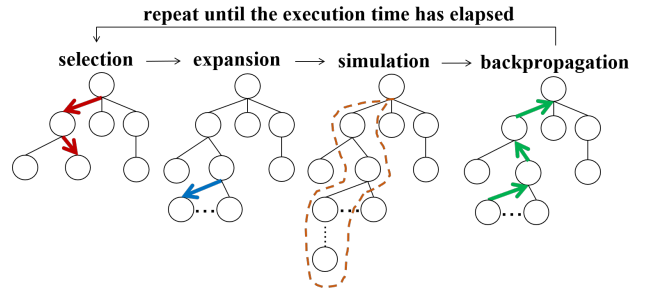 repeat until the execution time has elapsed
selection expansion simulation backpropagation